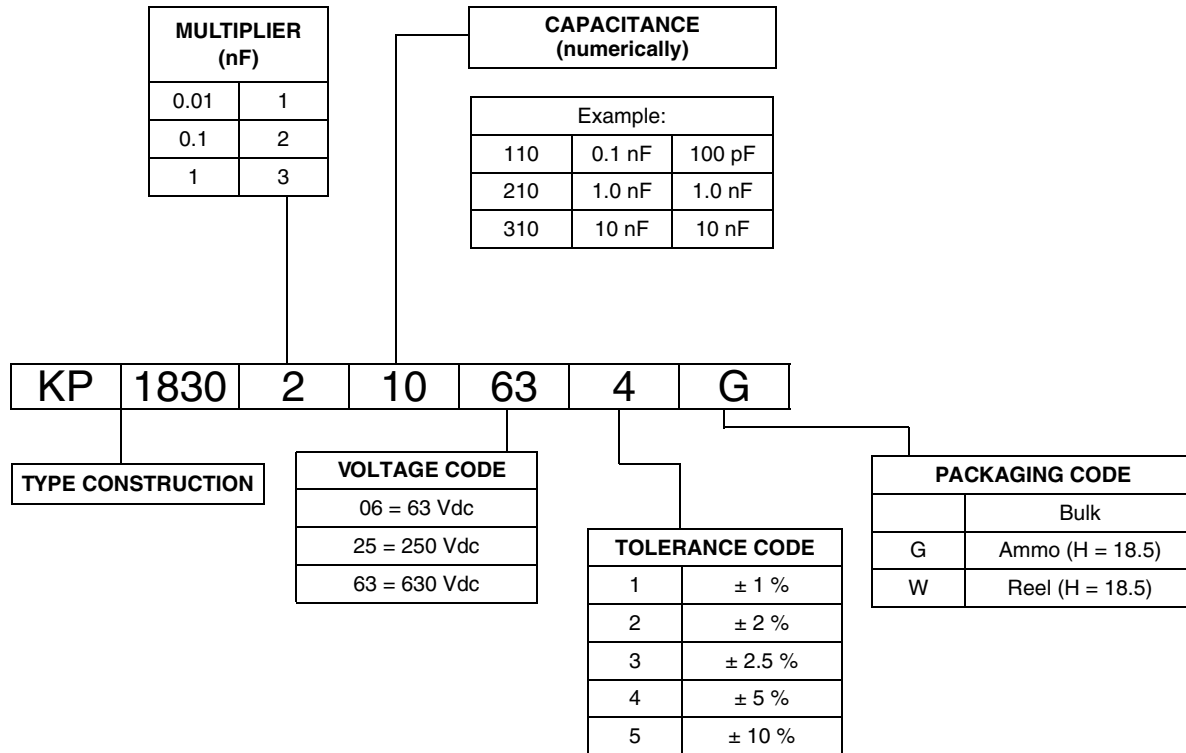 MULTIPLIER
(nF)
0.01 1
0.1 2
1 3
CAPACITANCE
(numerically)
Example:
110 0.1 nF 100 pF
210 1.0 nF 1.0 nF
310 10 nF 10 nF
KP 1830 2 10 63 4 G
TYPE CONSTRUCTION
VOLTAGE CODE
06 = 63 Vdc
25 = 250 Vdc
63 = 630 Vdc
TOLERANCE CODE
1 ± 1 %
2 ± 2 %
3 ± 2.5 %
4 ± 5 %
5 ± 10 %
PACKAGING CODE
Bulk
G Ammo (H = 18.5)
W Reel (H = 18.5)